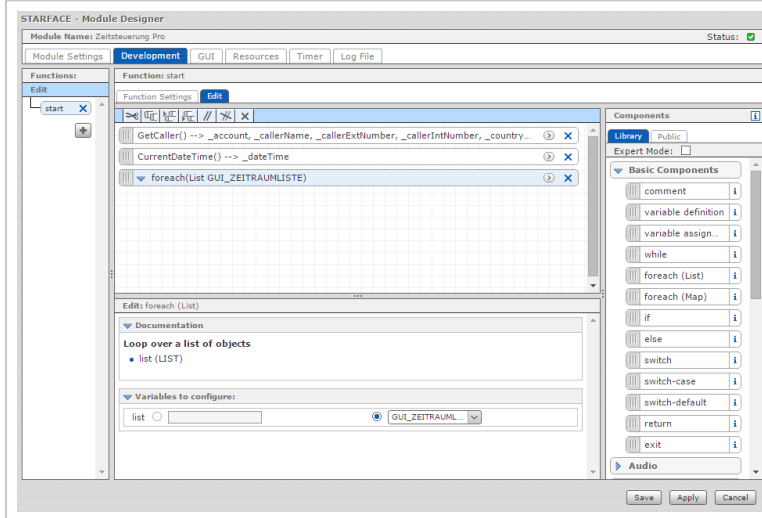 STARFACE - Module Designer
Module Name: Zeitsteuerung Pro
Status:
Module Settings Development GUI Resources Timer Log File
Functions:
Edit
start
Function: start
Function Settings Edit
GetCaller() --> _account, _callerName, _callerExtNumber, _callerIntNumber, _country...
CurrentDateTime() --> _dateTime
foreach(List GUI_ZEITRAUMLISTE)
Edit: foreach (List)
Documentation
Loop over a list of objects
list (LIST)
Variables to configure:
list GUI_ZEITRAUML...
Components
Library Public
Expert Mode:
Basic Components
comment
variable definition
variable assign...
while
foreach (List)
foreach (Map)
if
else
switch
switch-case
switch-default
return
exit
Audio
Save Apply Cancel